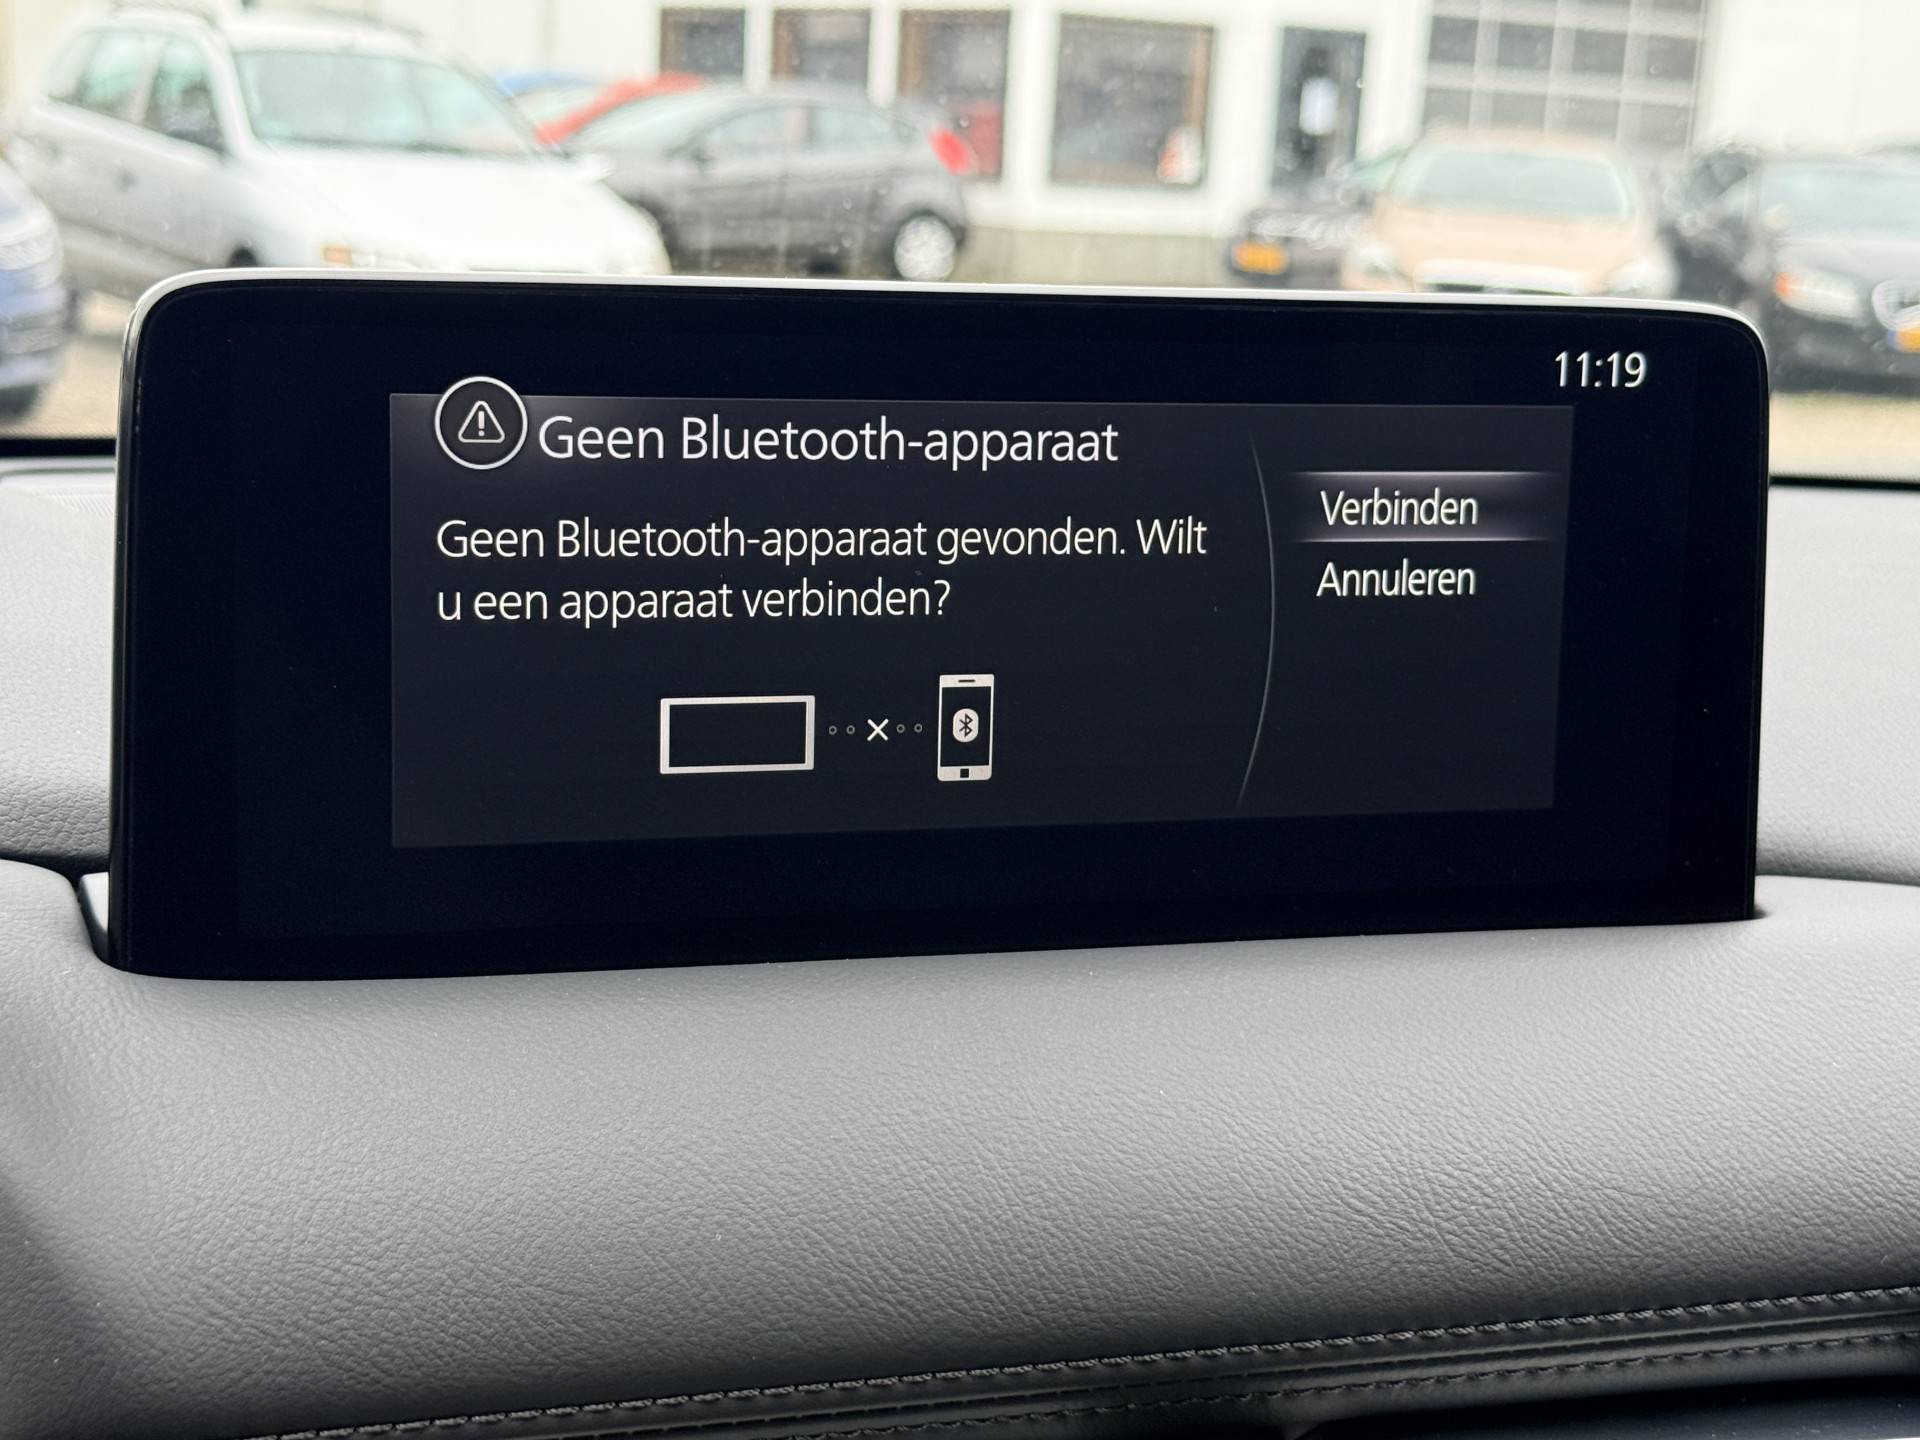 11:19
Geen Bluetooth-apparaat
Geen Bluetooth-apparaat gevonden. Wilt
u een apparaat verbinden?
Verbinden
Annuleren